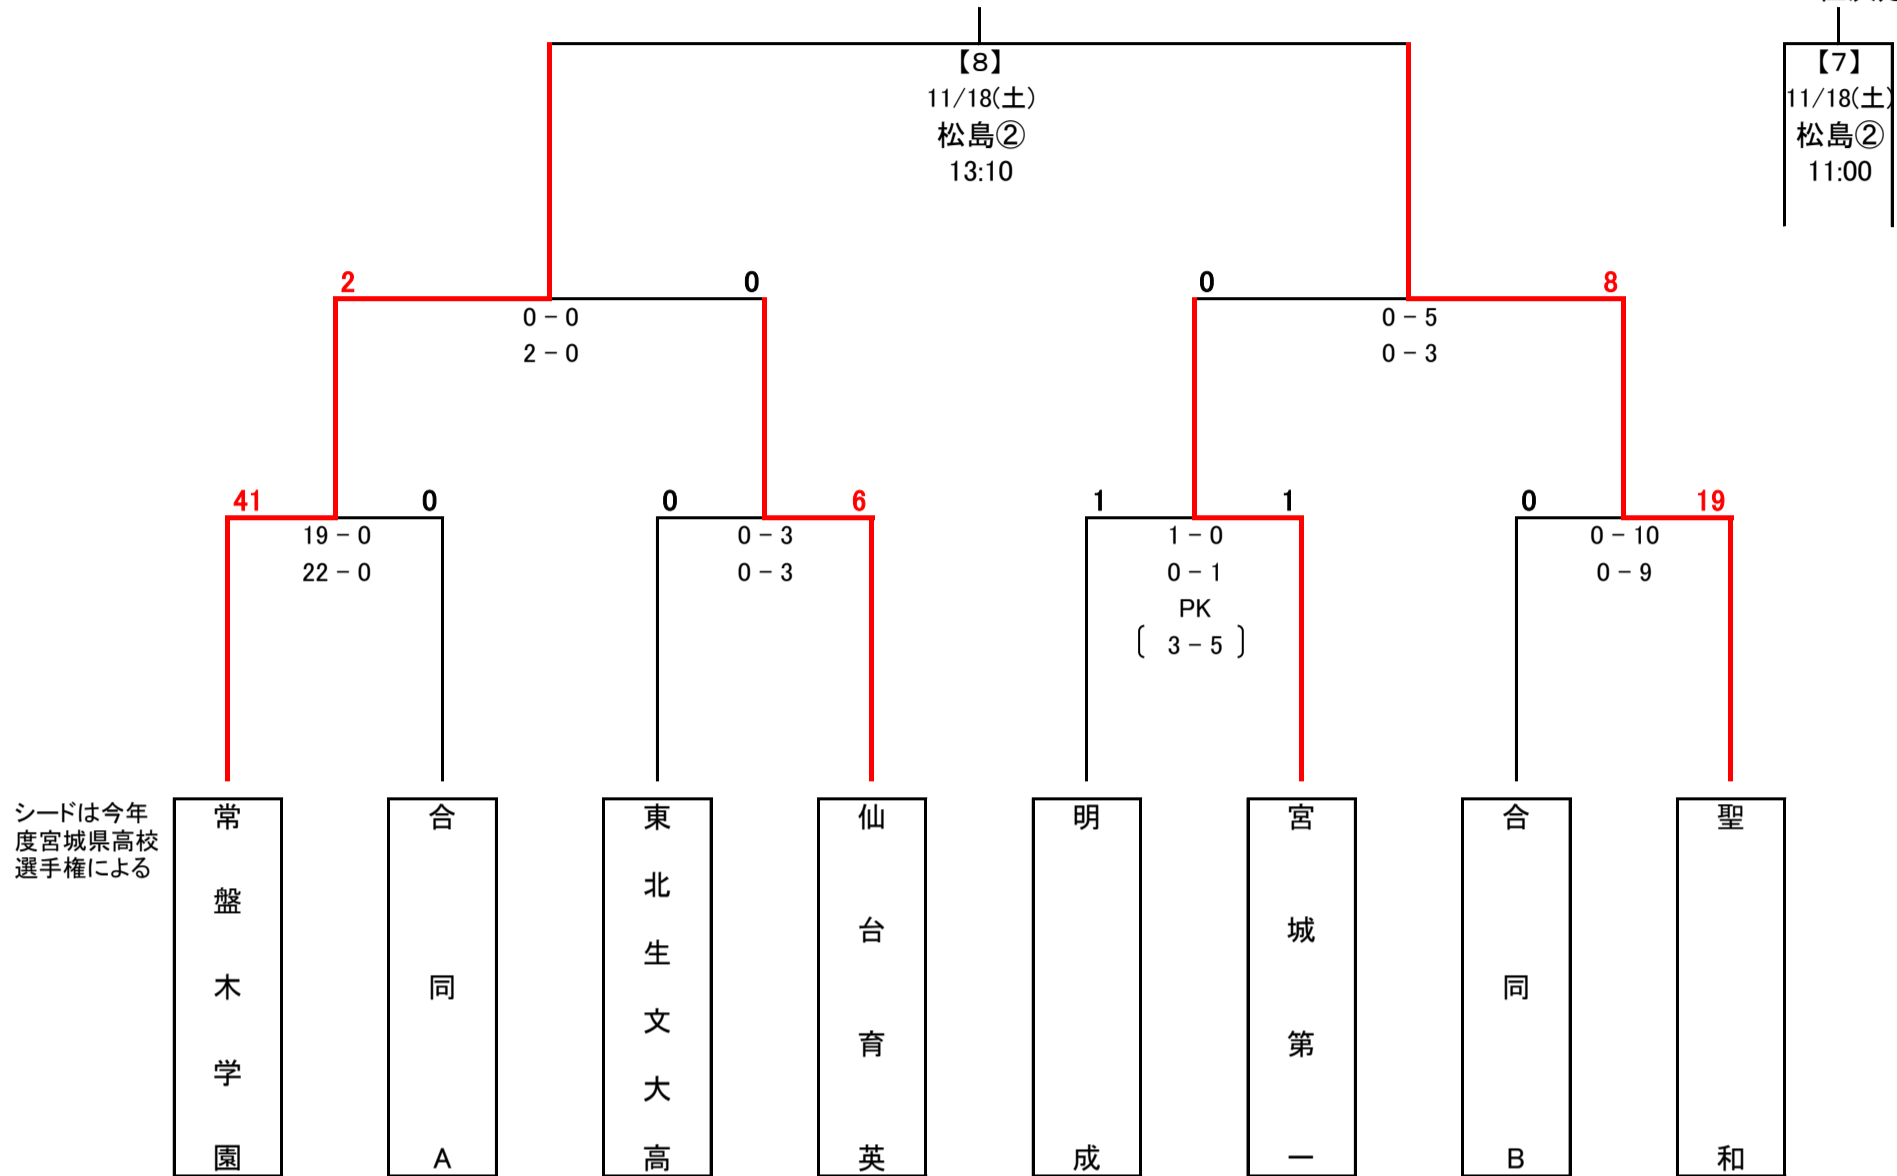 【8】
11/18(土)
松島②
13:10
【7】
11/18(土)
松島②
11:00
2
0
0 − 0
2 − 0
0
8
0 − 5
0 − 3
41
0
19 − 0
22 − 0
0
6
0 − 3
0 − 3
1
1
1 − 0
0 − 1
PK
〔 3 − 5 〕
0
19
0 − 10
0 − 9
シードは今年
度宮城県高校
選手権による
常盤木学園
合同A
東北生文大高
仙台育英
明成
宮城第一
合同B
聖和